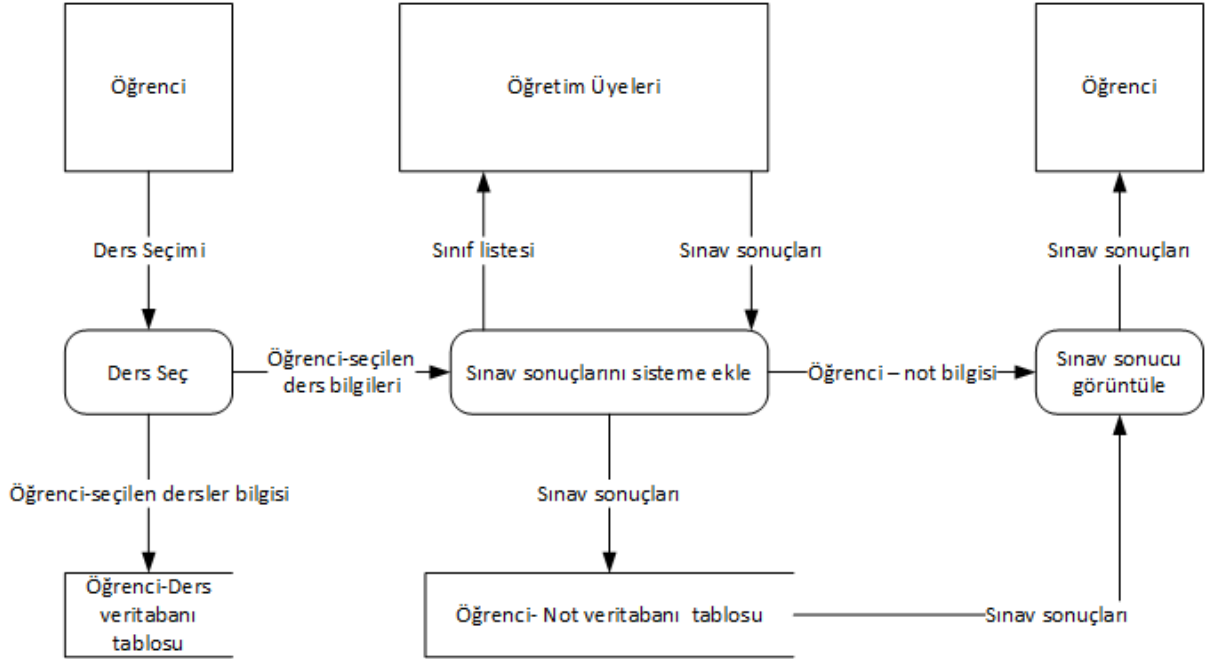 Öğrenci
Öğretim Üyeleri
Öğrenci
Ders Seçimi
Sınıf listesi
Sınav sonuçları
Sınav sonuçları
Ders Seç
Öğrenci-seçilen
ders bilgileri
Sınav sonuçlarını sisteme ekle
Öğrenci – not bilgisi
Sınav sonucu
görüntüle
Öğrenci-seçilen dersler bilgisi
Sınav sonuçları
Öğrenci-Ders
veritabanı
tablosu
Öğrenci- Not veritabanı tablosu
Sınav sonuçları